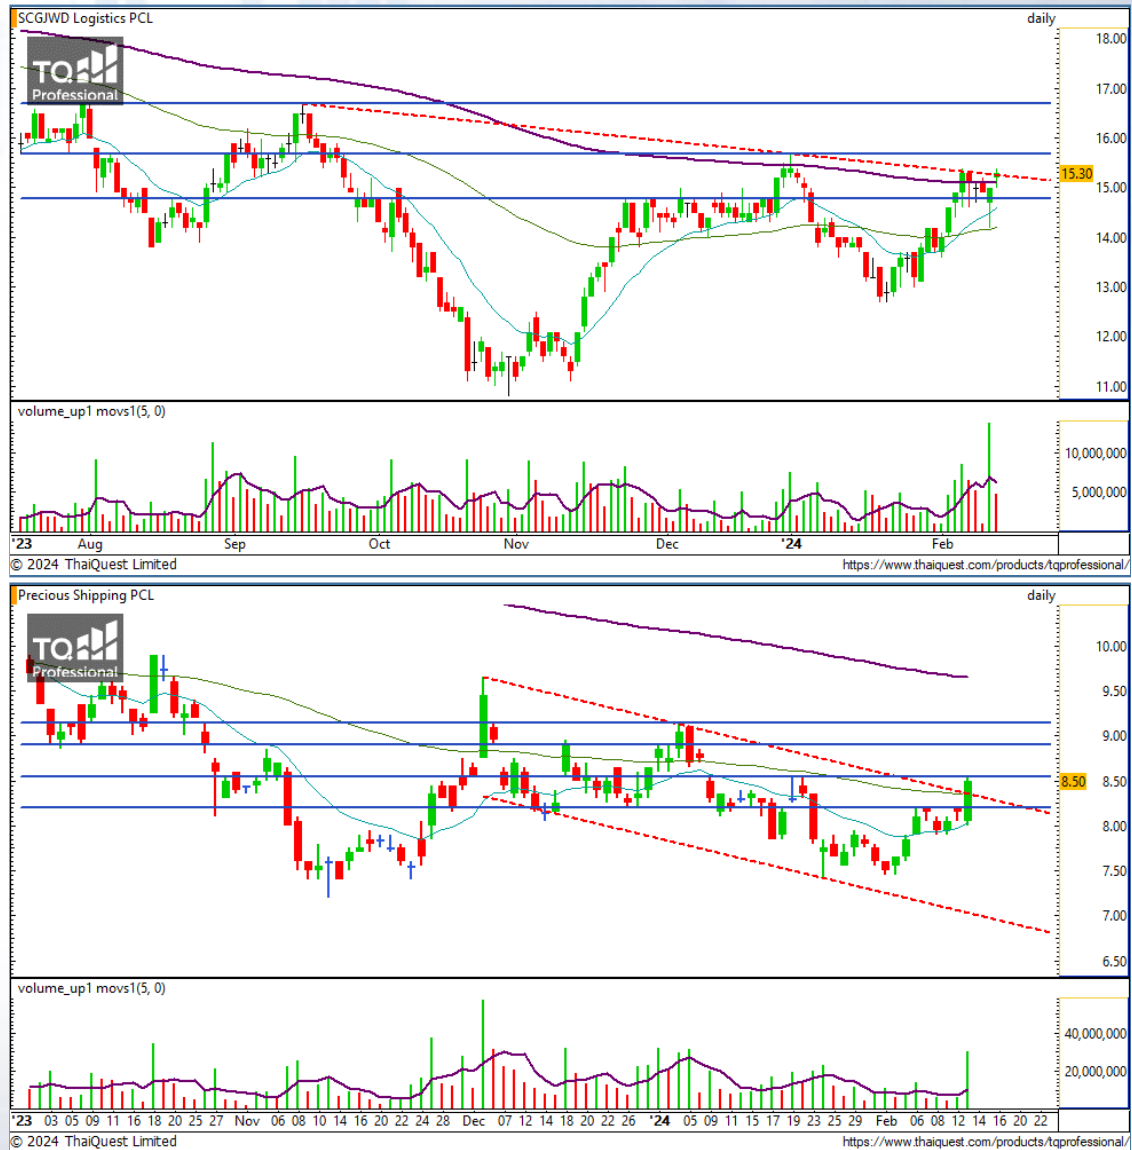 SCGJWD Logistics PCL daily
TQ
Professional
18.00
17.00
16.00
15.30
15.00
14.00
13.00
12.00
11.00
volume_up1 movs1(5, 0)
10,000,000
5,000,000
'23 Aug Sep Oct Nov Dec '24 Feb
© 2024 ThaiQuest Limited https://www.thaiquest.com/products/tqprofessional/
Precious Shipping PCL daily
TQ
Professional
10.00
9.50
9.00
8.50
8.00
7.50
7.00
6.50
volume_up1 movs1(5, 0)
40,000,000
20,000,000
'23 03 05 09 11 13 17 19 25 27 Nov 02 06 08 10 14 16 20 22 24 28 Dec 07 12 14 18 20 22 26 '24 05 09 11 15 17 19 23 25 29 Feb 06 08 12 14 16 20 22
© 2024 ThaiQuest Limited https://www.thaiquest.com/products/tqprofessional/